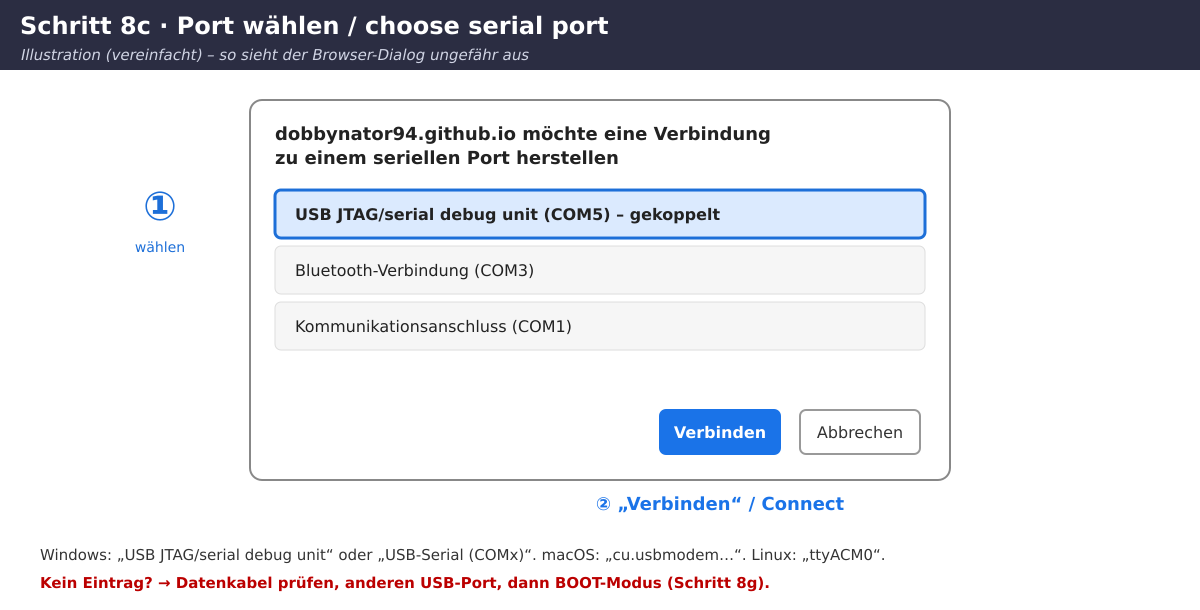 Schritt 8c · Port wählen / choose serial port
Illustration (vereinfacht) – so sieht der Browser-Dialog ungefähr aus
dobbynator94.github.io möchte eine Verbindung
zu einem seriellen Port herstellen
①
wählen
USB JTAG/serial debug unit (COM5) – gekoppelt
Bluetooth-Verbindung (COM3)
Kommunikationsanschluss (COM1)
Verbinden
Abbrechen
② „Verbinden“ / Connect
Windows: „USB JTAG/serial debug unit“ oder „USB-Serial (COMx)“. macOS: „cu.usbmodem…“. Linux: „ttyACM0“.
Kein Eintrag? → Datenkabel prüfen, anderen USB-Port, dann BOOT-Modus (Schritt 8g).